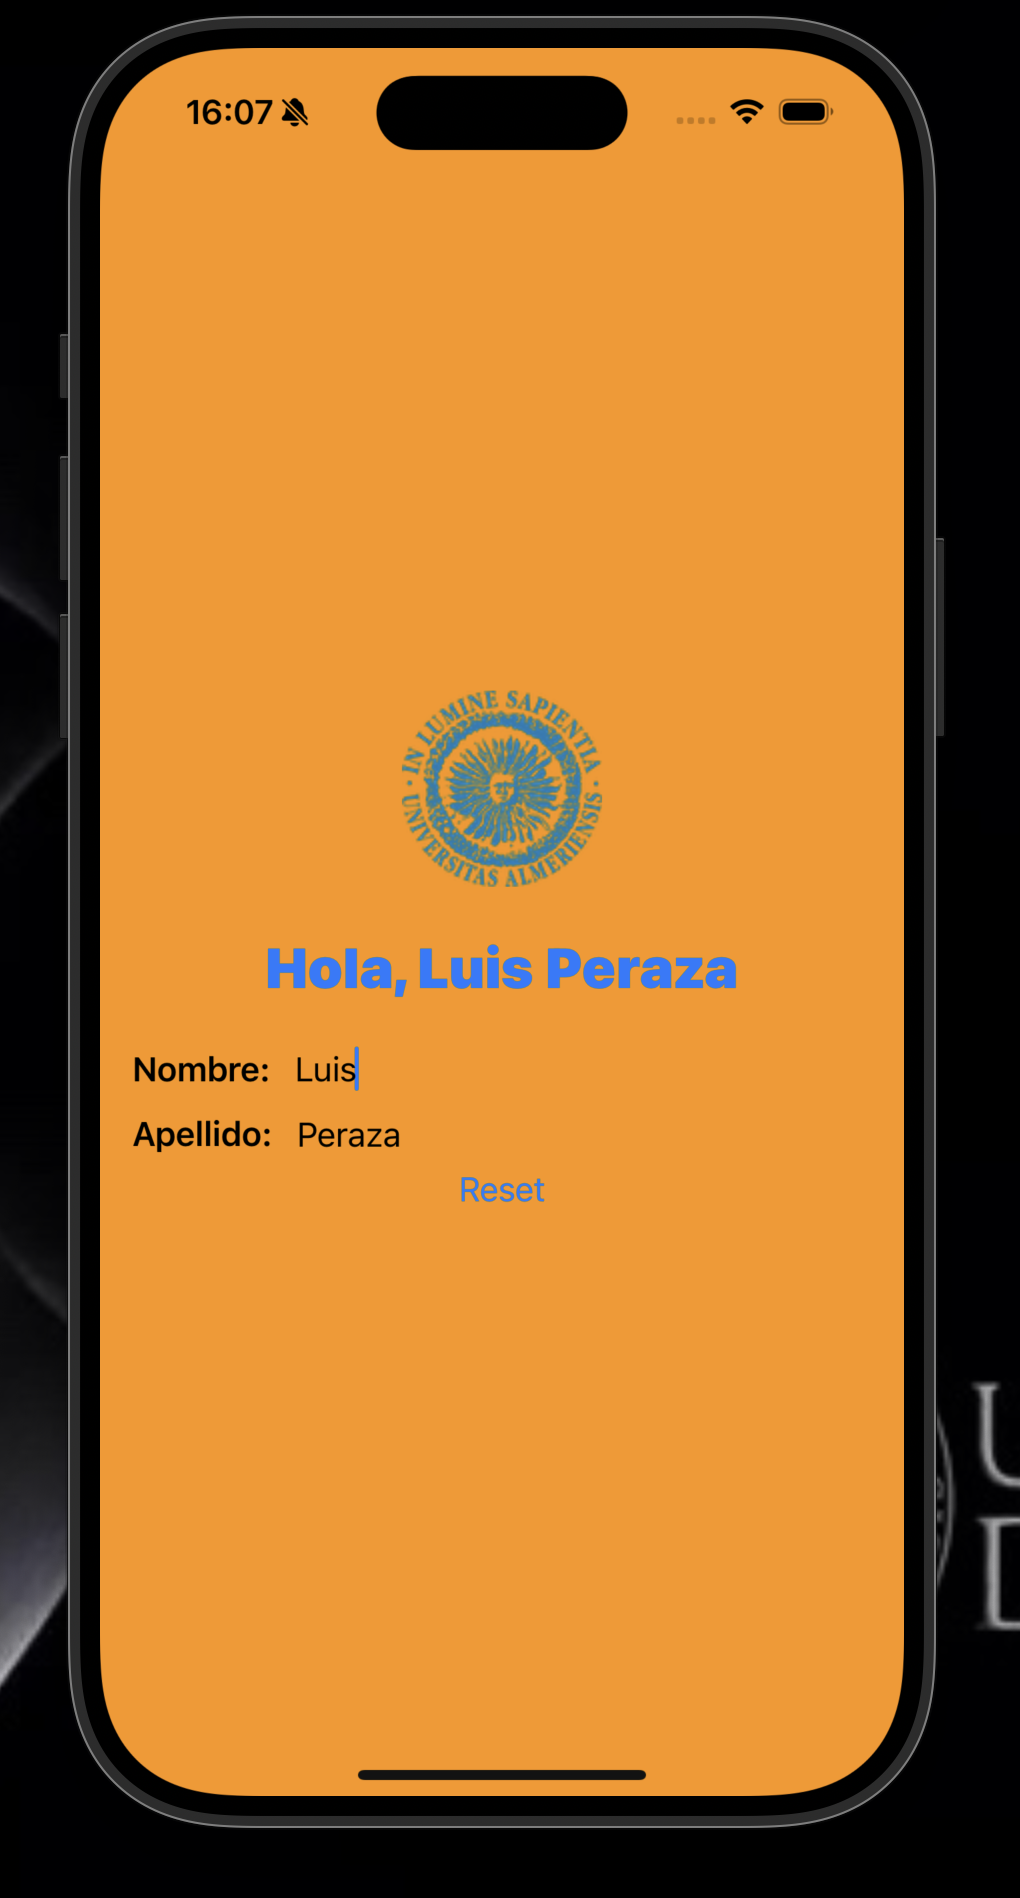 16:07
IN LUMINE SAPIENTIA
· UNIVERSITAS ALMERIENSIS ·
Hola, Luis Peraza
Nombre: Luis
Apellido: Peraza
Reset
U
D